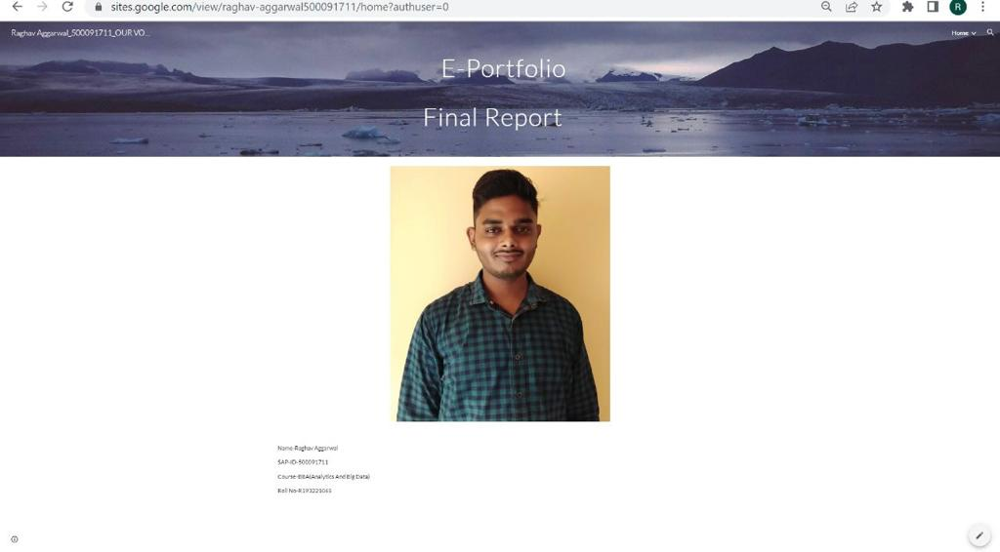 sites.google.com/view/raghav-aggarwal500091711/home?authuser=0
R
Raghav Aggarwal_500091711_OUR VO...
Home
E-Portfolio
Final Report
Name-Raghav Aggarwal
SAP-ID-500091711
Course-BBA(Analytics And Big Data)
Roll No-R193221065